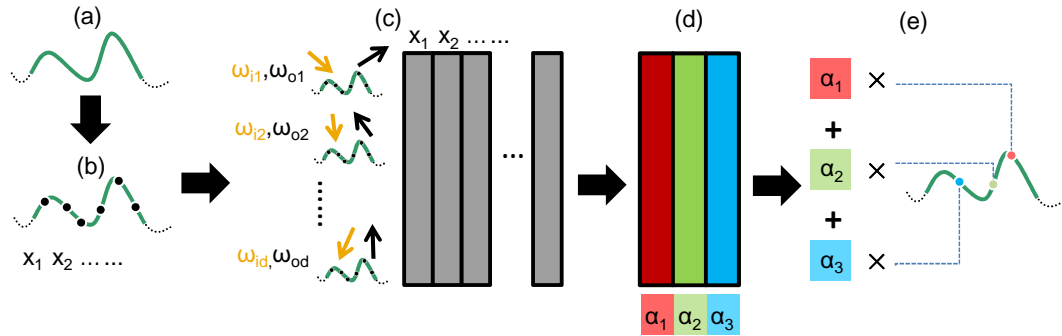 (a)
(b)
x₁ x₂ ... ...
(c)
x₁ x₂ ... ...
ωi1,ωo1
ωi2,ωo2
ωid,ωod
...
(d)
α₁ α₂ α₃
(e)
α₁ ×
+
α₂ ×
+
α₃ ×